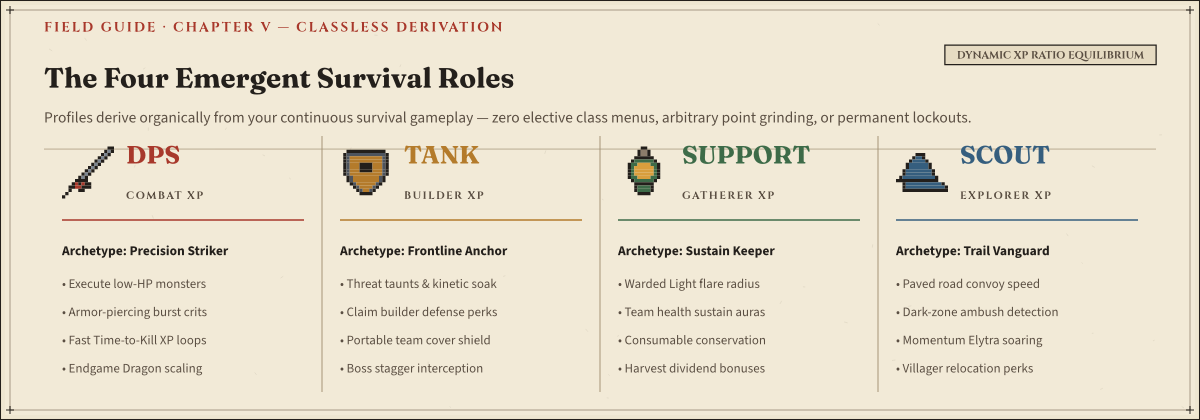 FIELD GUIDE · CHAPTER V — CLASSLESS DERIVATION
DYNAMIC XP RATIO EQUILIBRIUM
The Four Emergent Survival Roles
Profiles derive organically from your continuous survival gameplay — zero elective class menus, arbitrary point grinding, or permanent lockouts.
DPS
COMBAT XP
Archetype: Precision Striker
• Execute low-HP monsters
• Armor-piercing burst crits
• Fast Time-to-Kill XP loops
• Endgame Dragon scaling
TANK
BUILDER XP
Archetype: Frontline Anchor
• Threat taunts & kinetic soak
• Claim builder defense perks
• Portable team cover shield
• Boss stagger interception
SUPPORT
GATHERER XP
Archetype: Sustain Keeper
• Warded Light flare radius
• Team health sustain auras
• Consumable conservation
• Harvest dividend bonuses
SCOUT
EXPLORER XP
Archetype: Trail Vanguard
• Paved road convoy speed
• Dark-zone ambush detection
• Momentum Elytra soaring
• Villager relocation perks